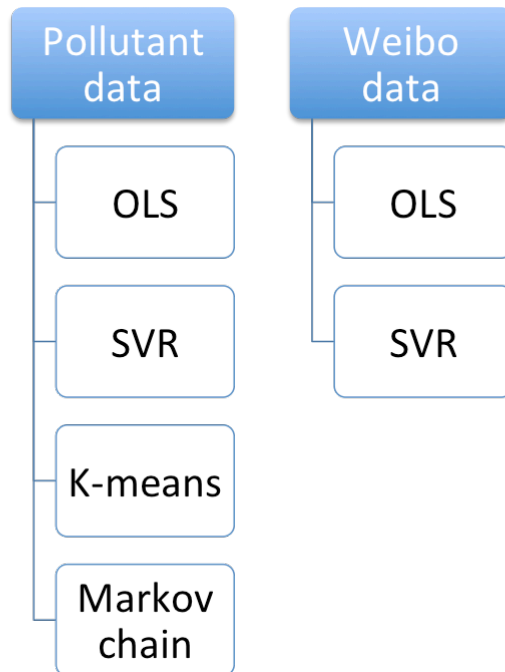 Pollutant
data
OLS
SVR
K-means
Markov
chain
Weibo
data
OLS
SVR